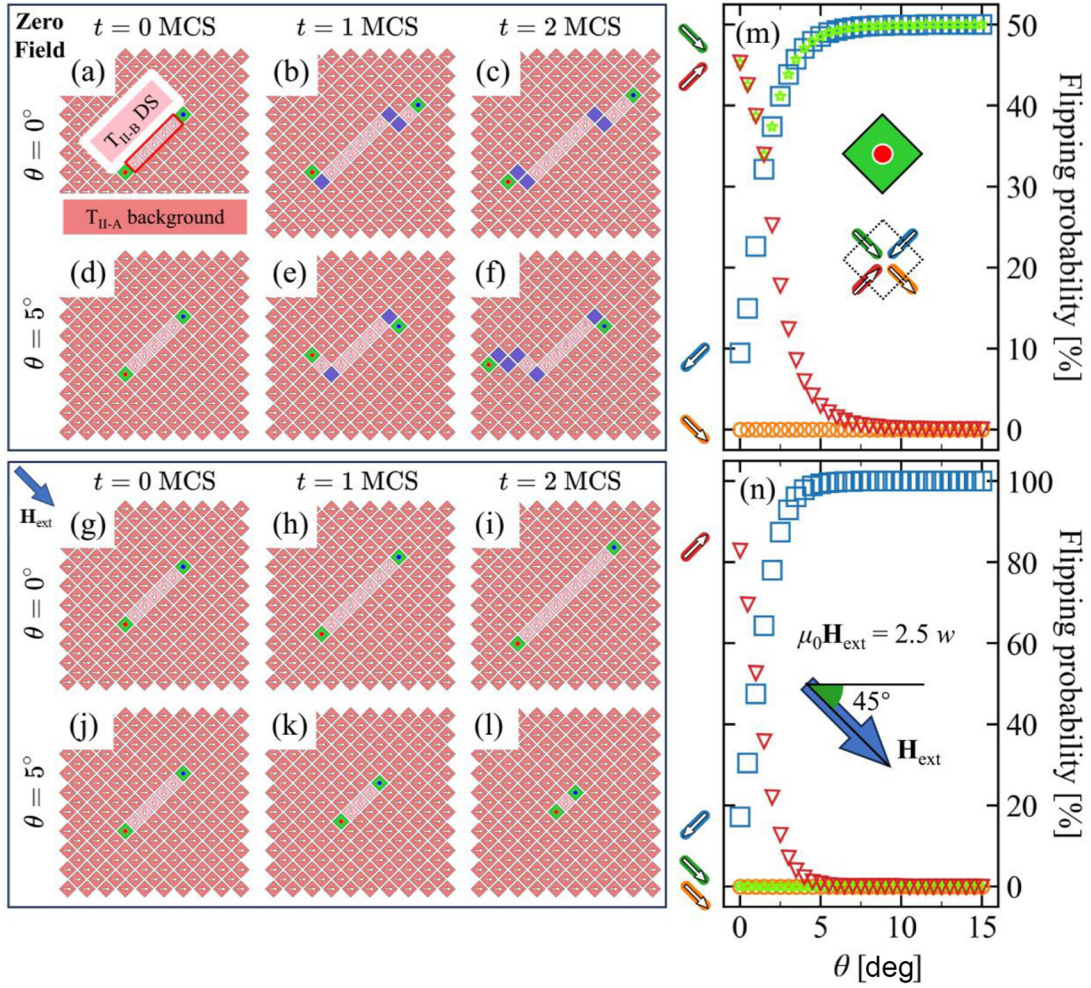 Zero
Field
t = 0 MCS
t = 1 MCS
t = 2 MCS
θ = 0°
(a)
(b)
(c)
T_II-B DS
T_II-A background
θ = 5°
(d)
(e)
(f)
H_ext
t = 0 MCS
t = 1 MCS
t = 2 MCS
θ = 0°
(g)
(h)
(i)
θ = 5°
(j)
(k)
(l)
(m)
50
40
30
20
10
0
Flipping probability [%]
(n)
100
80
60
40
20
0
Flipping probability [%]
μ₀H_ext = 2.5 w
45°
H_ext
0
5
10
15
θ [deg]